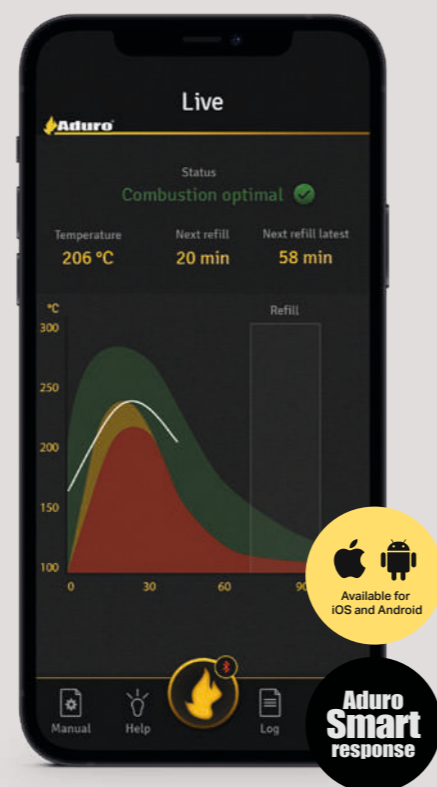 Live
Aduro
Status
Combustion optimal
Temperature
Next refill
Next refill latest
206 °C
20 min
58 min
°C
Refill
300
250
200
150
100
0
30
60
Available for
iOS and Android
Manual
Help
Log
Aduro
Smart
response